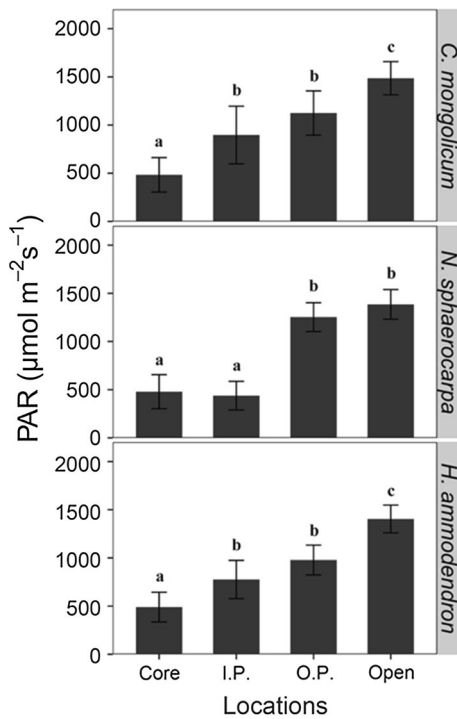 PAR (μmol m⁻²s⁻¹)
2000
1500
1000
500
0
a
b
b
c
C. mongolicum
2000
1500
1000
500
0
a
a
b
b
N. sphaerocarpa
2000
1500
1000
500
0
a
b
b
c
H. ammodendron
Core I.P. O.P. Open
Locations